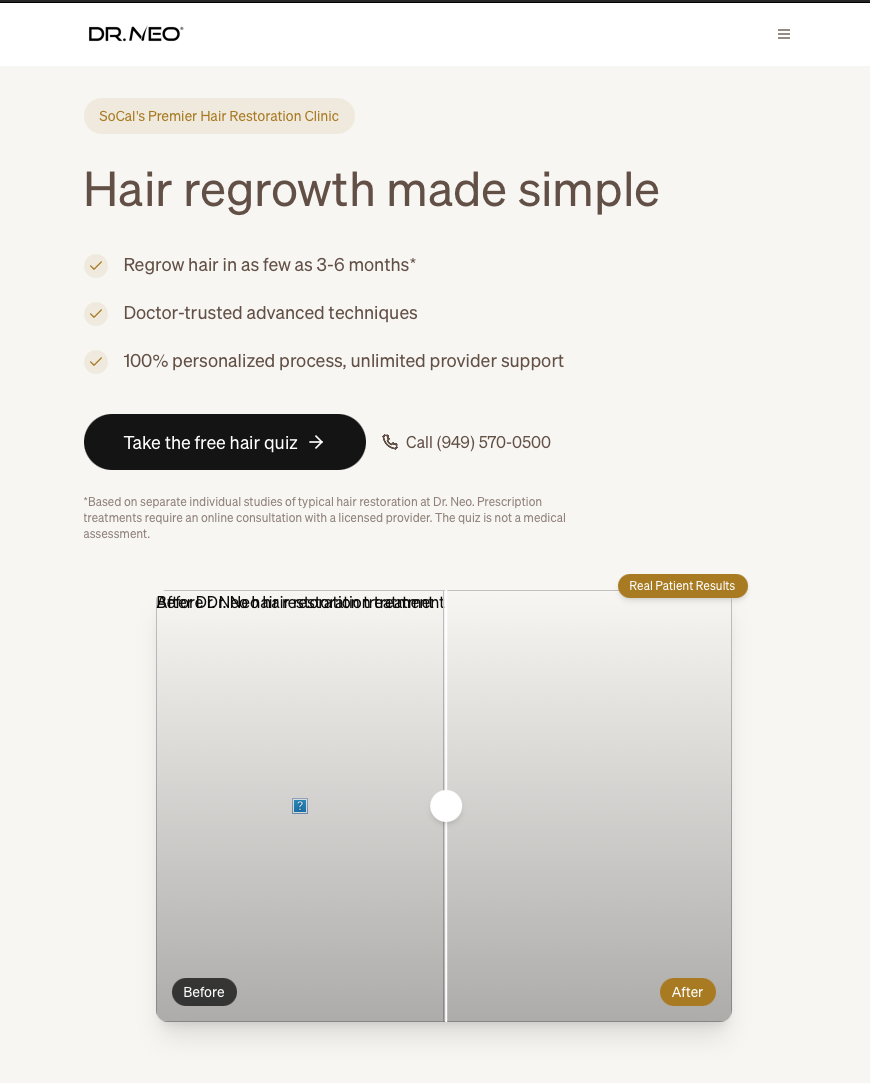 DR. NEO®
SoCal's Premier Hair Restoration Clinic
Hair regrowth made simple
Regrow hair in as few as 3-6 months*
Doctor-trusted advanced techniques
100% personalized process, unlimited provider support
Take the free hair quiz
Call (949) 570-0500
*Based on separate individual studies of typical hair restoration at Dr. Neo. Prescription
treatments require an online consultation with a licensed provider. The quiz is not a medical
assessment.
Real Patient Results
Before
After